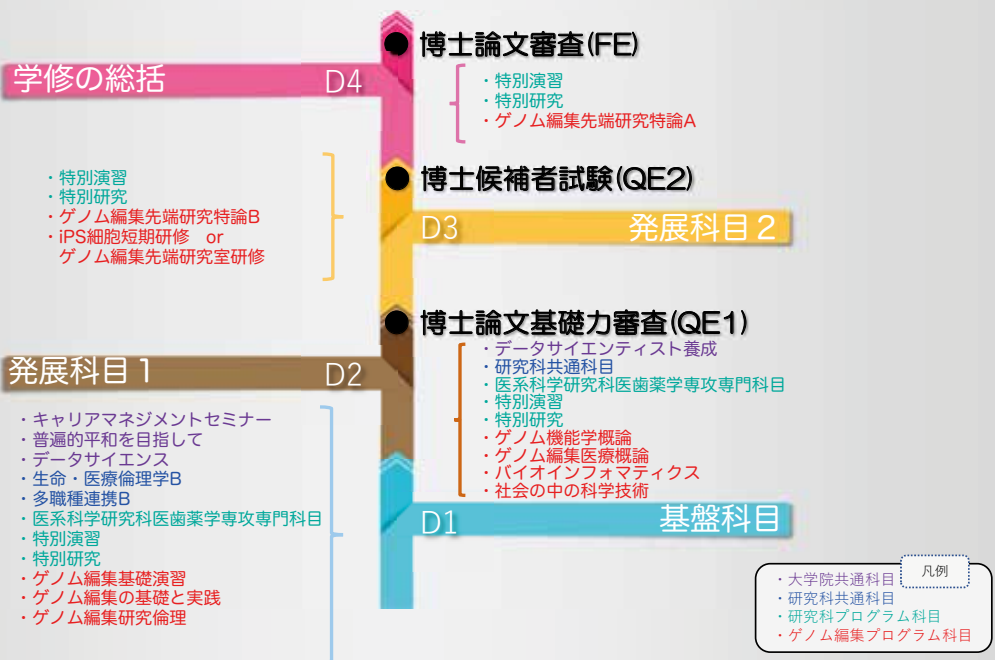 博士論文審査(FE)
学修の総括 D4
・特別演習
・特別研究
・ゲノム編集先端研究特論A
博士候補者試験(QE2)
D3 発展科目２
・特別演習
・特別研究
・ゲノム編集先端研究特論B
・iPS細胞短期研修 or
ゲノム編集先端研究室研修
博士論文基礎力審査(QE1)
発展科目１ D2
・データサイエンティスト養成
・研究科共通科目
・医系科学研究科医歯薬学専攻専門科目
・特別演習
・特別研究
・ゲノム機能学概論
・ゲノム編集医療概論
・バイオインフォマティクス
・社会の中の科学技術
D1 基盤科目
・キャリアマネジメントセミナー
・普遍的平和を目指して
・データサイエンス
・生命・医療倫理学B
・多職種連携B
・医系科学研究科医歯薬学専攻専門科目
・特別演習
・特別研究
・ゲノム編集基礎演習
・ゲノム編集の基礎と実践
・ゲノム編集研究倫理
凡例
・大学院共通科目
・研究科共通科目
・研究科プログラム科目
・ゲノム編集プログラム科目